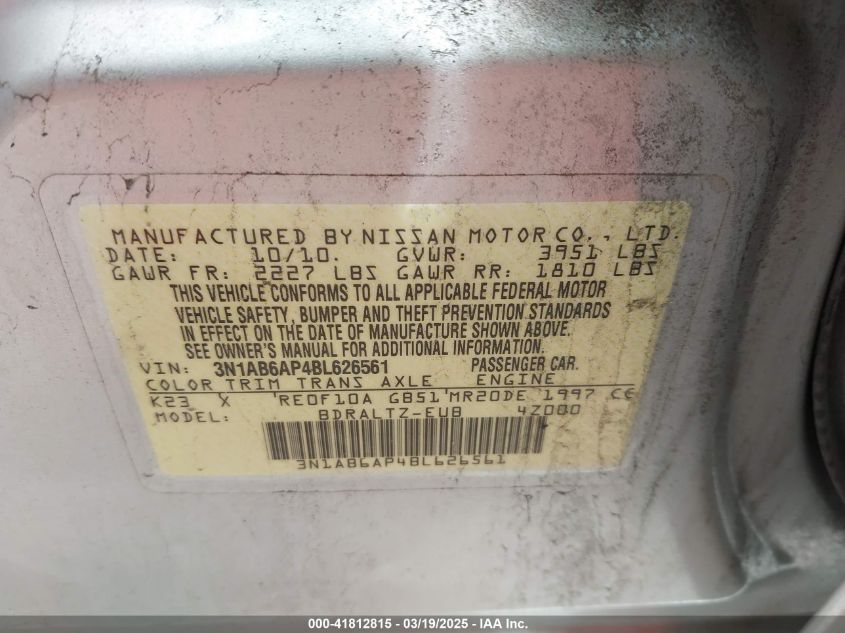 MANUFACTURED BY NISSAN MOTOR CO., LTD.
DATE: 10/10. GVWR: 3951 LBS
GAWR FR: 2227 LBS GAWR RR: 1810 LBS
THIS VEHICLE CONFORMS TO ALL APPLICABLE FEDERAL MOTOR
VEHICLE SAFETY, BUMPER AND THEFT PREVENTION STANDARDS
IN EFFECT ON THE DATE OF MANUFACTURE SHOWN ABOVE.
SEE OWNER'S MANUAL FOR ADDITIONAL INFORMATION.
VIN: 3N1AB6AP4BL626561 PASSENGER CAR.
COLOR TRIM TRANS AXLE ENGINE
K23 X 'RE0F10A GB51'MR20DE 1997 CC
MODEL: BDRALTZ-EUB 4Z000
3N1AB6AP4BL626561
000-41812815 - 03/19/2025 - IAA Inc.